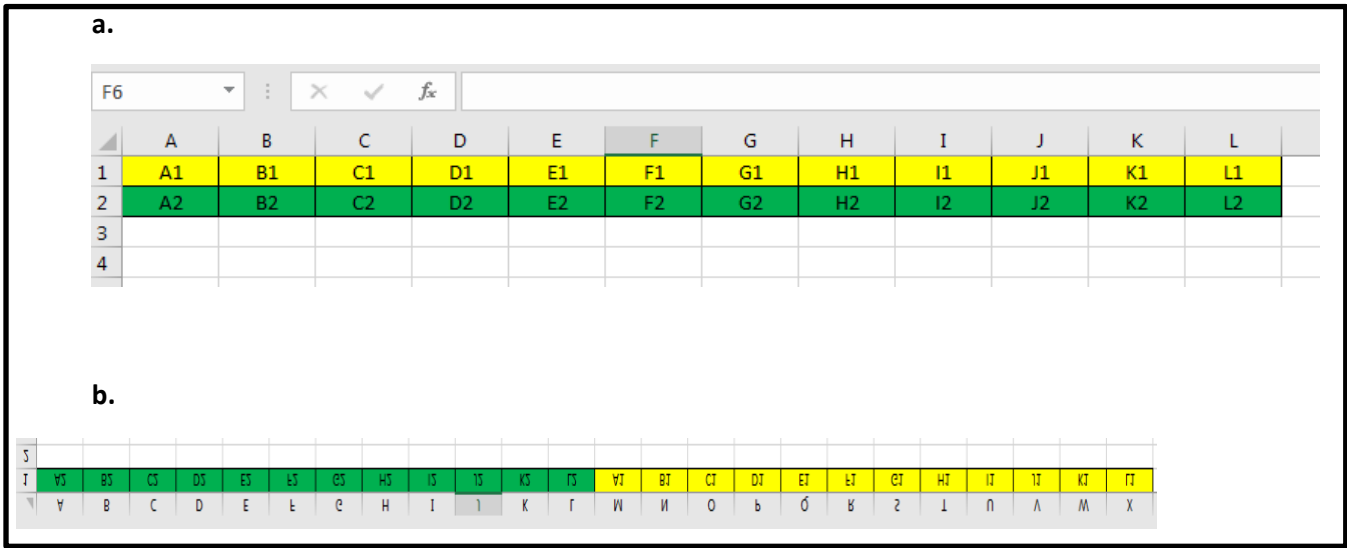 a.
F6 fx
A B C D E F G H I J K L
1 A1 B1 C1 D1 E1 F1 G1 H1 I1 J1 K1 L1
2 A2 B2 C2 D2 E2 F2 G2 H2 I2 J2 K2 L2
3
4
b.
2
1 A2 B2 C2 D2 E2 F2 G2 H2 I2 J2 K2 L2 A1 B1 C1 D1 E1 F1 G1 H1 I1 J1 K1 L1
A B C D E F G H I J K L M N O P Q R S T U V W X